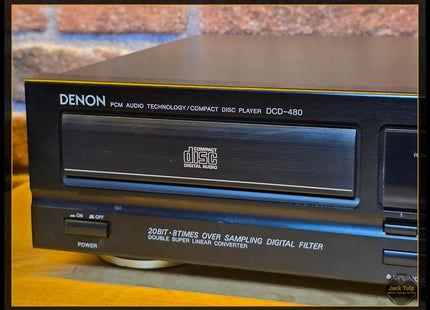 DENON PCM AUDIO TECHNOLOGY/COMPACT DISC PLAYER DCD-480
COMPACT
disc
DIGITAL AUDIO
ON OFF
POWER
20BIT·8TIMES OVER SAMPLING DIGITAL FILTER
DOUBLE SUPER LINEAR CONVERTER
Jack Tulp